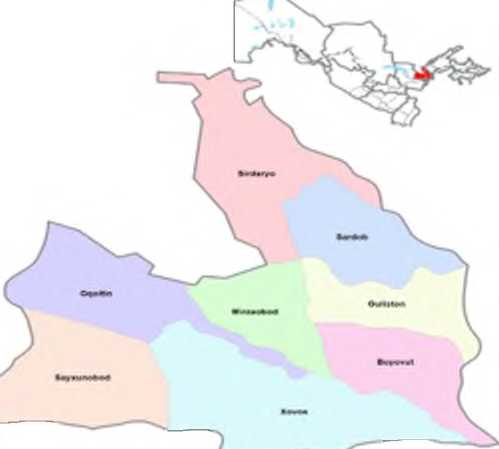 Sirdaryo
Sardob
Oqoltin
Mirzaobod
Guliston
Boyovut
Sayxunobod
Xovos